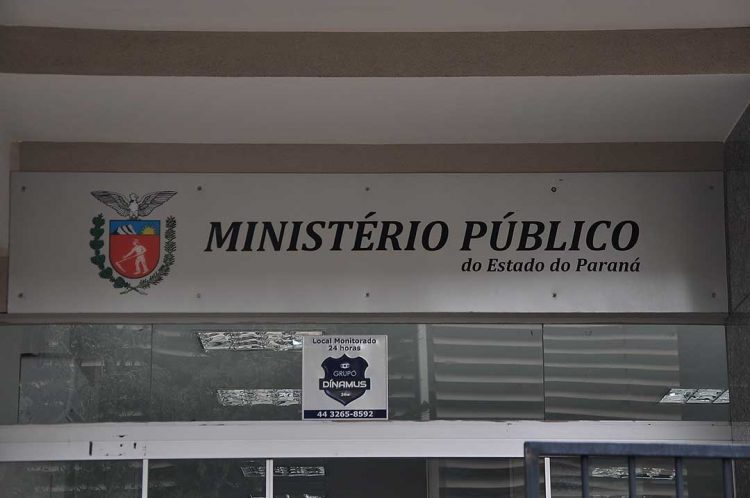 MINISTÉRIO PÚBLICO
do Estado do Paraná
Local Monitorado
24 horas
GRUPO
DÍNAMUS
44 3265-8592